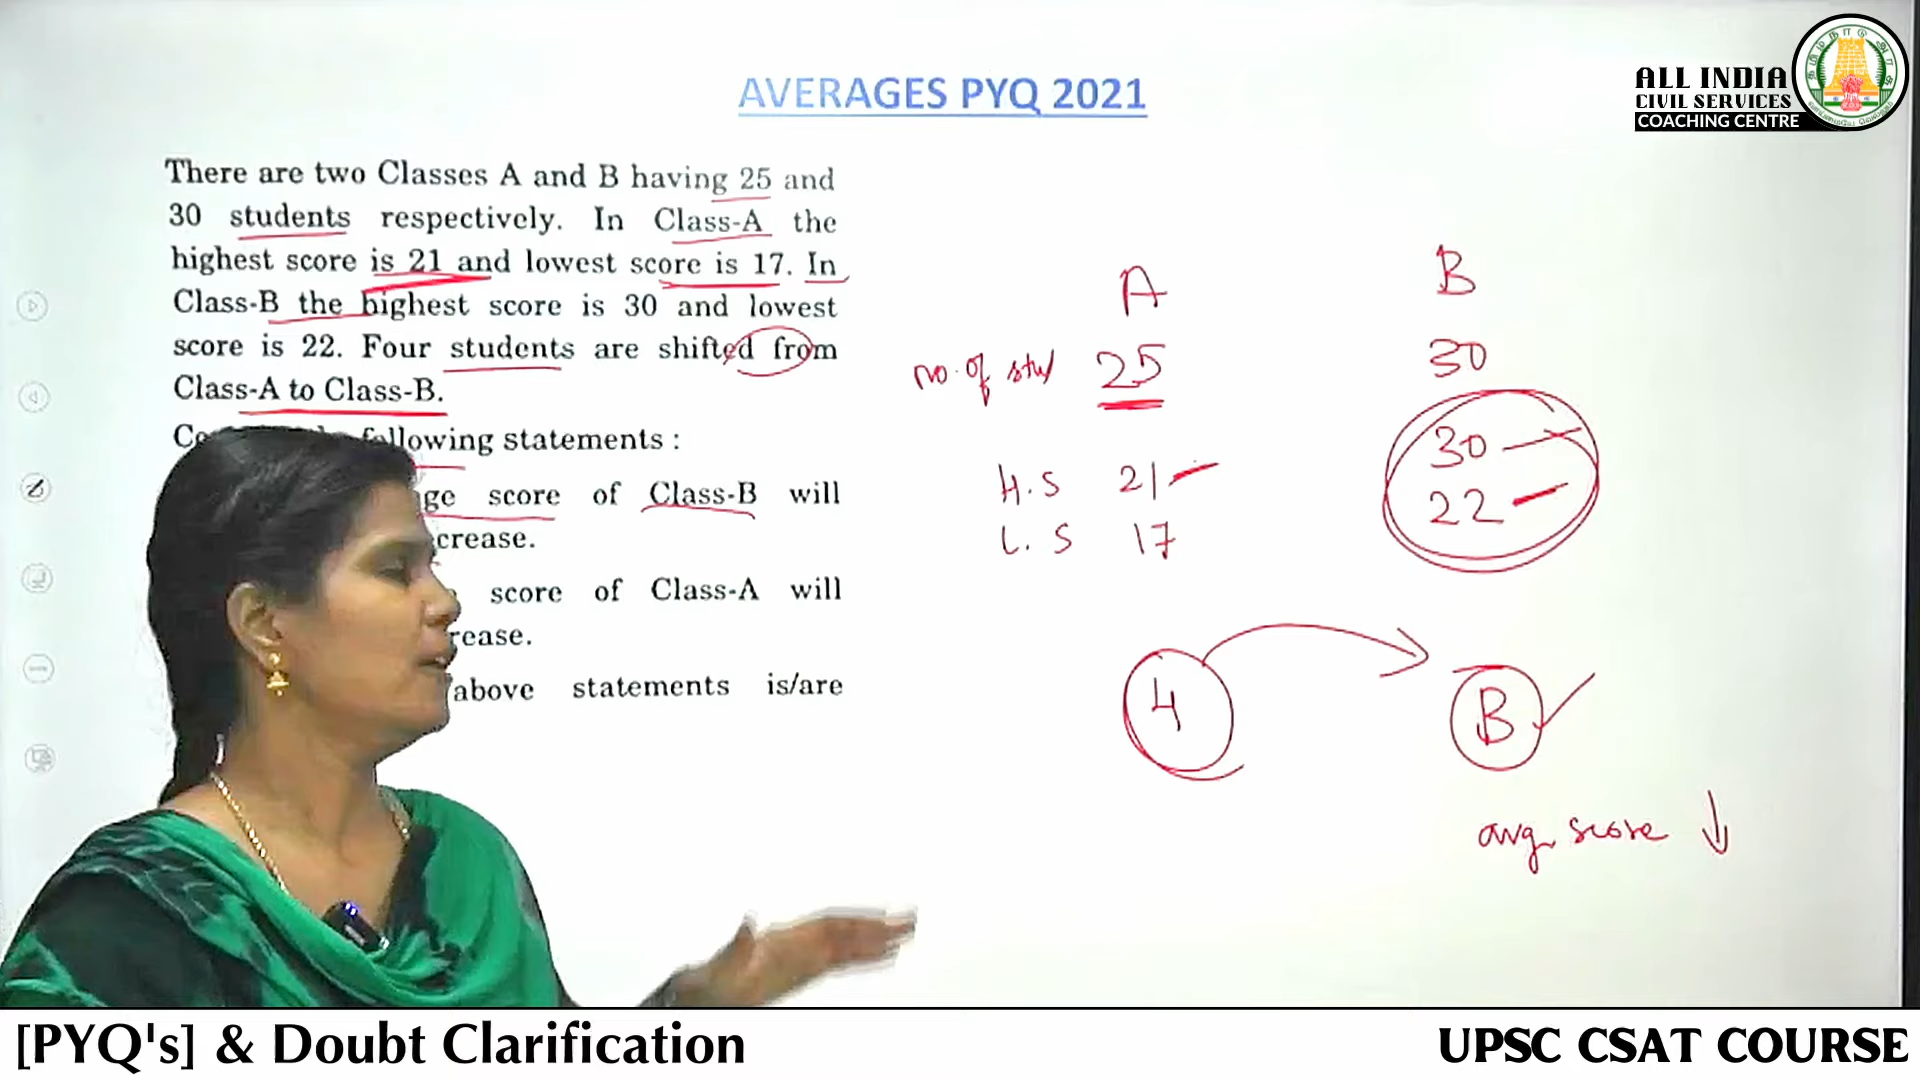 AVERAGES PYQ 2021
ALL INDIA
CIVIL SERVICES
COACHING CENTRE
There are two Classes A and B having 25 and
30 students respectively. In Class-A the
highest score is 21 and lowest score is 17. In
Class-B the highest score is 30 and lowest
score is 22. Four students are shifted from
Class-A to Class-B.
following statements :
score of Class-B will
score of Class-A will
above statements is/are
A B
no. of stu 25 30
H.S 21 30
L.S 17 22
4 B
avg score ↓
[PYQ's] & Doubt Clarification
UPSC CSAT COURSE